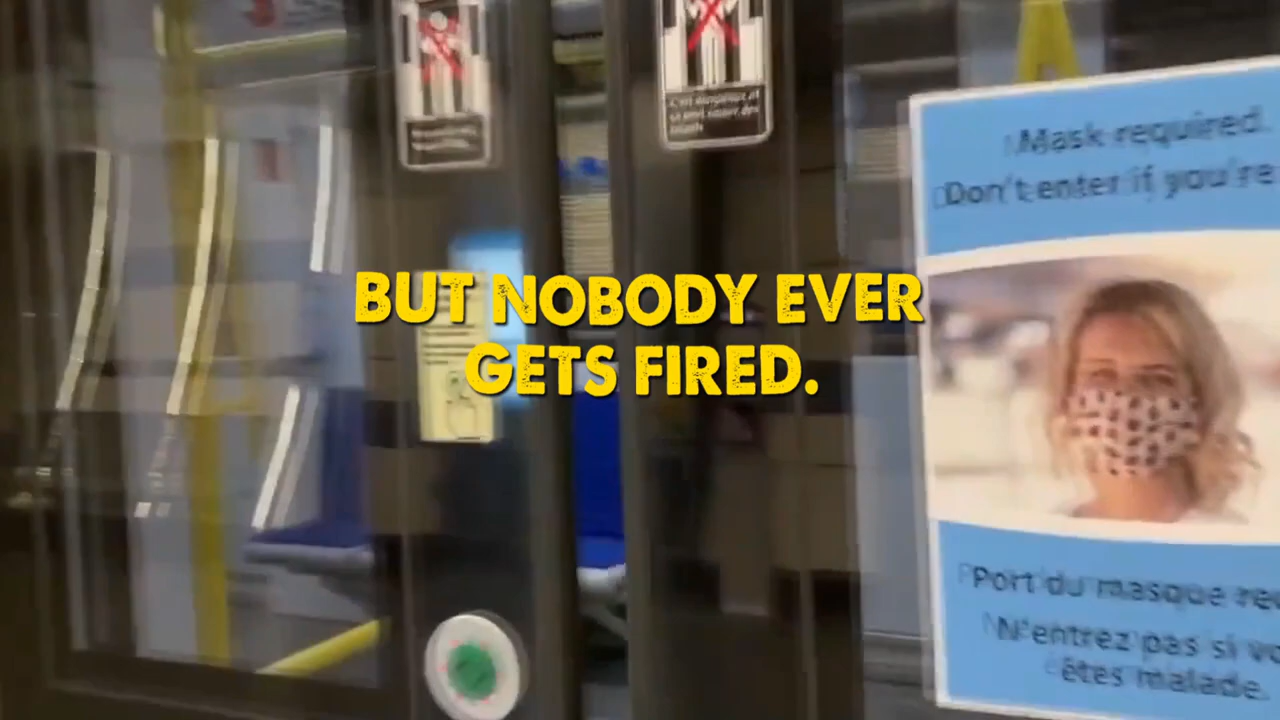 Mask required.
Don't enter if you're
BUT NOBODY EVER
GETS FIRED.
Port du masque
N'entrez pas si
êtes malade.